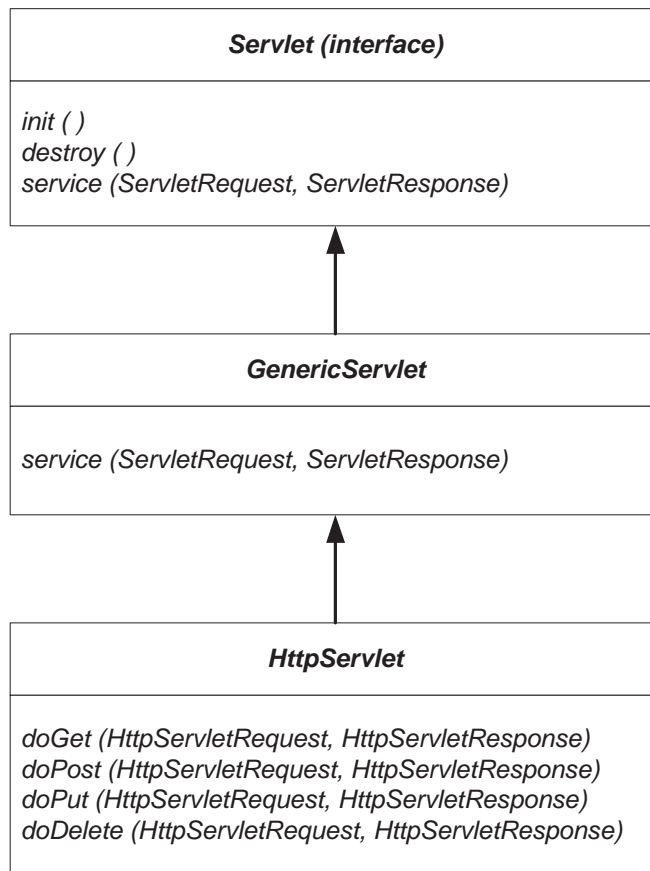 Servlet (interface)
init ( )
destroy ( )
service (ServletRequest, ServletResponse)
GenericServlet
service (ServletRequest, ServletResponse)
HttpServlet
doGet (HttpServletRequest, HttpServletResponse)
doPost (HttpServletRequest, HttpServletResponse)
doPut (HttpServletRequest, HttpServletResponse)
doDelete (HttpServletRequest, HttpServletResponse)